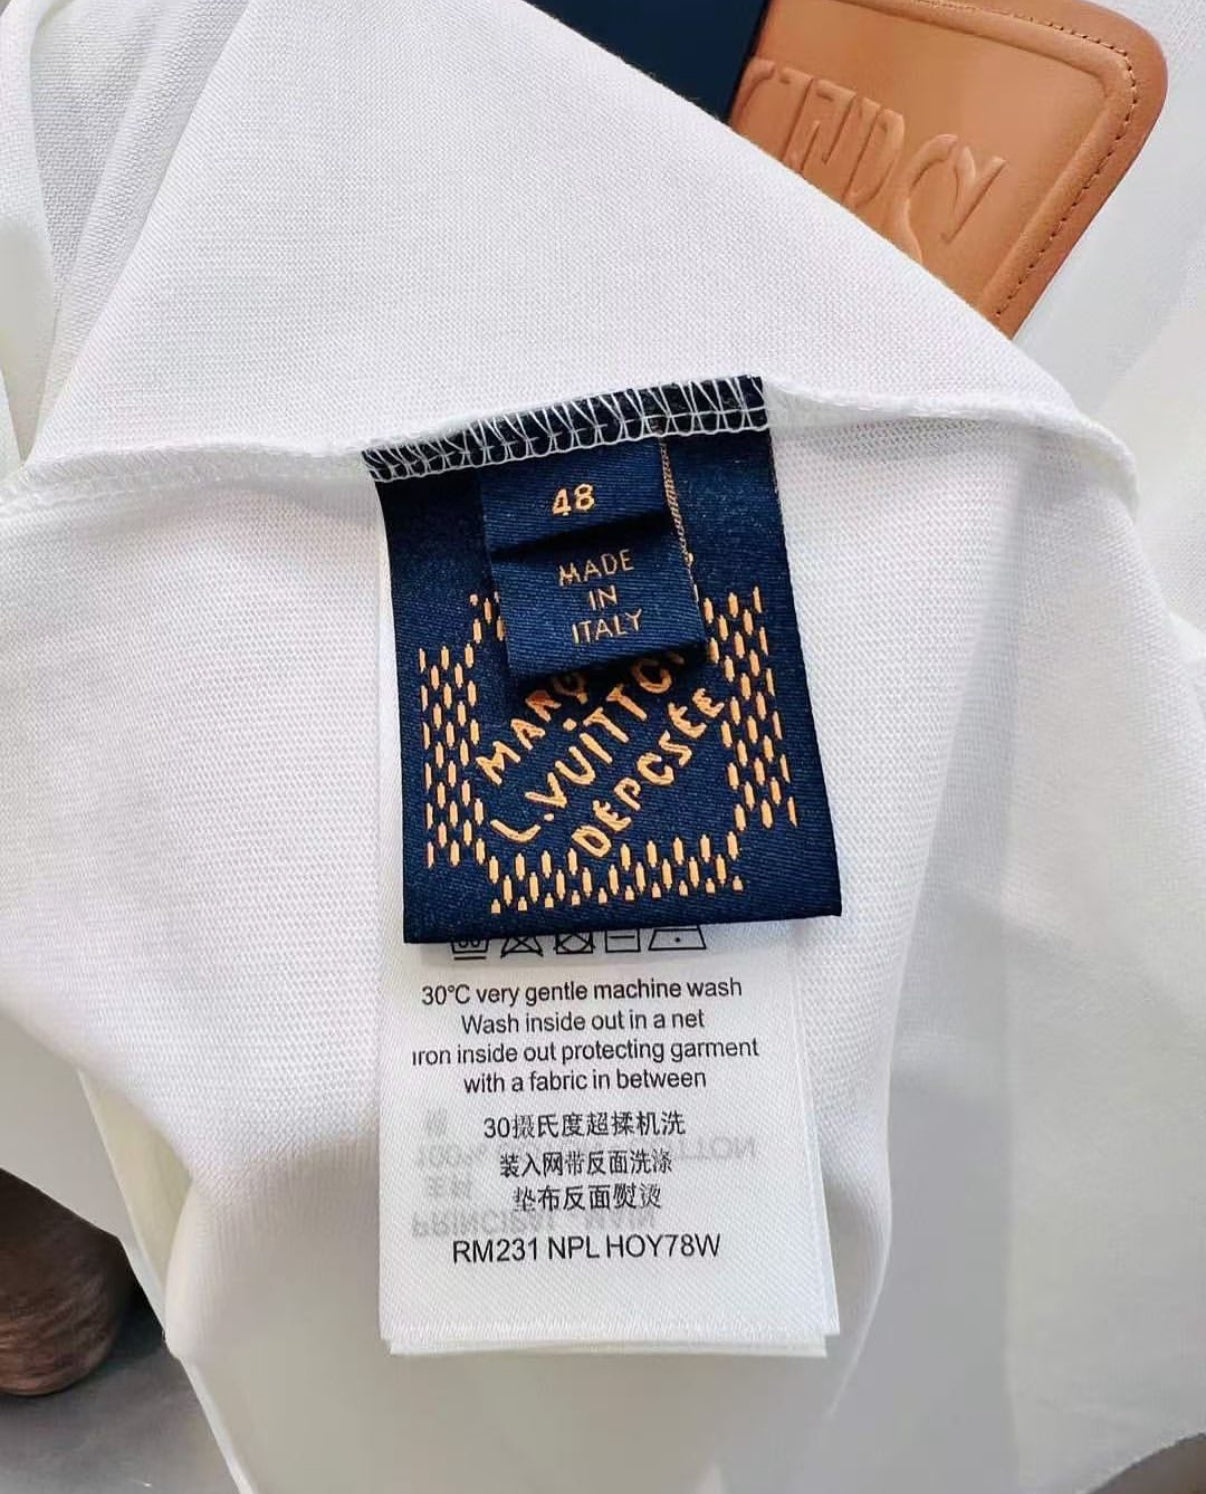 48
MADE
IN
ITALY
L.VUITTO
DÉPOSÉE
30°C very gentle machine wash
Wash inside out in a net
iron inside out protecting garment
with a fabric in between
30摄氏度超揉机洗
装入网带反面洗涤
垫布反面熨烫
RM231 NPL HOY78W